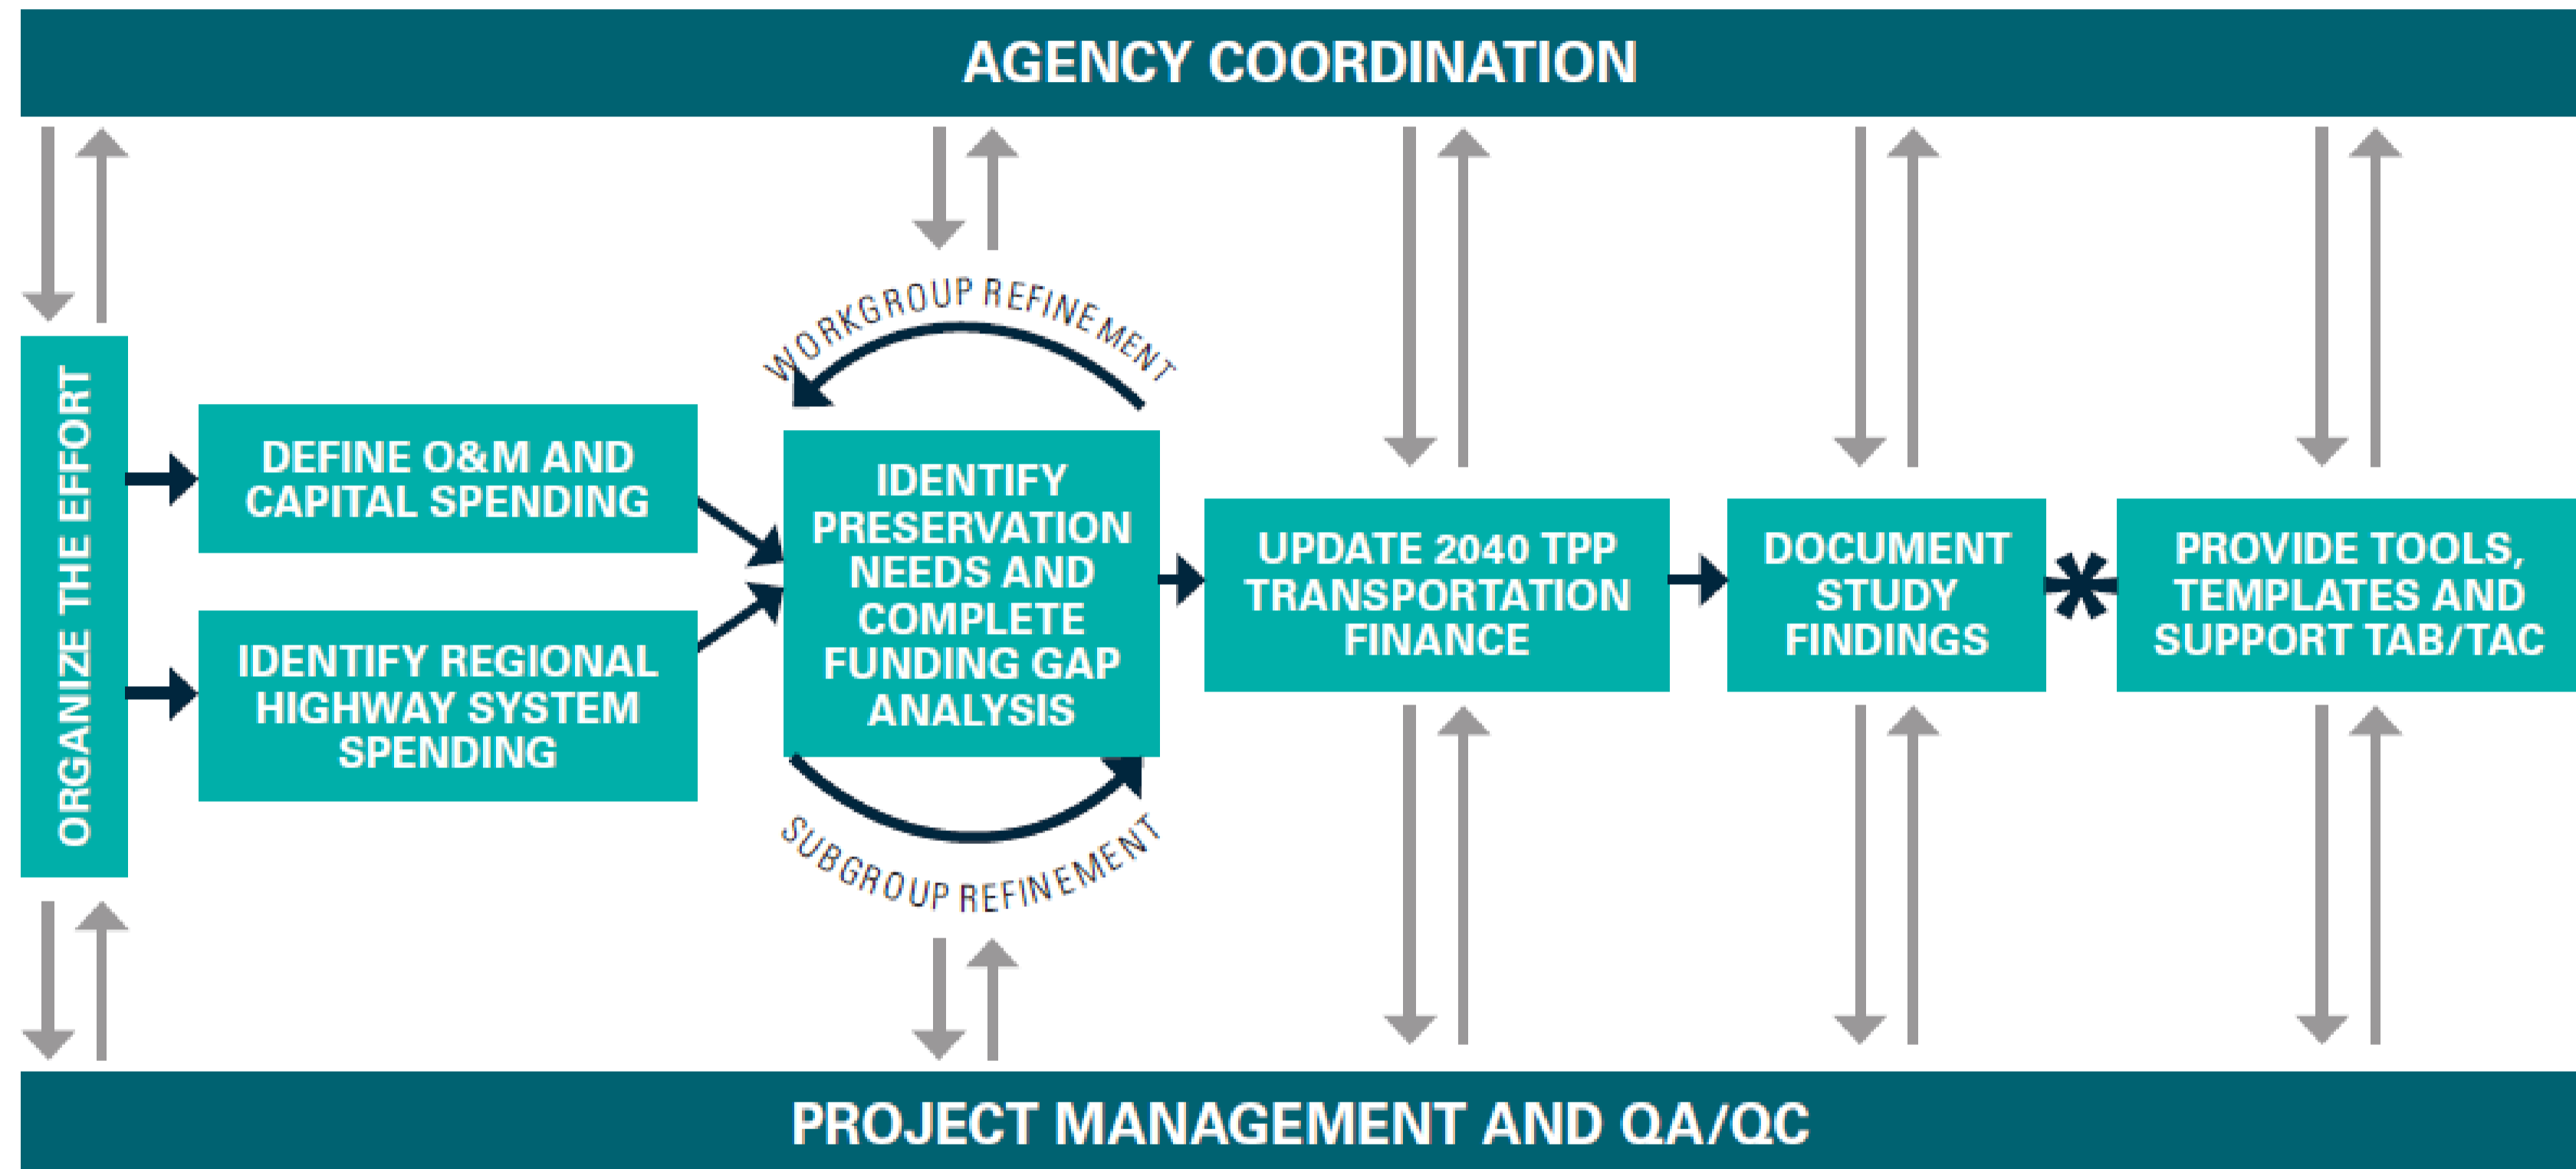 AGENCY COORDINATION
ORGANIZE THE EFFORT
DEFINE O&M AND
CAPITAL SPENDING
IDENTIFY REGIONAL
HIGHWAY SYSTEM
SPENDING
WORKGROUP REFINEMENT
IDENTIFY
PRESERVATION
NEEDS AND
COMPLETE
FUNDING GAP
ANALYSIS
SUBGROUP REFINEMENT
UPDATE 2040 TPP
TRANSPORTATION
FINANCE
DOCUMENT
STUDY
FINDINGS
*
PROVIDE TOOLS,
TEMPLATES AND
SUPPORT TAB/TAC
PROJECT MANAGEMENT AND QA/QC